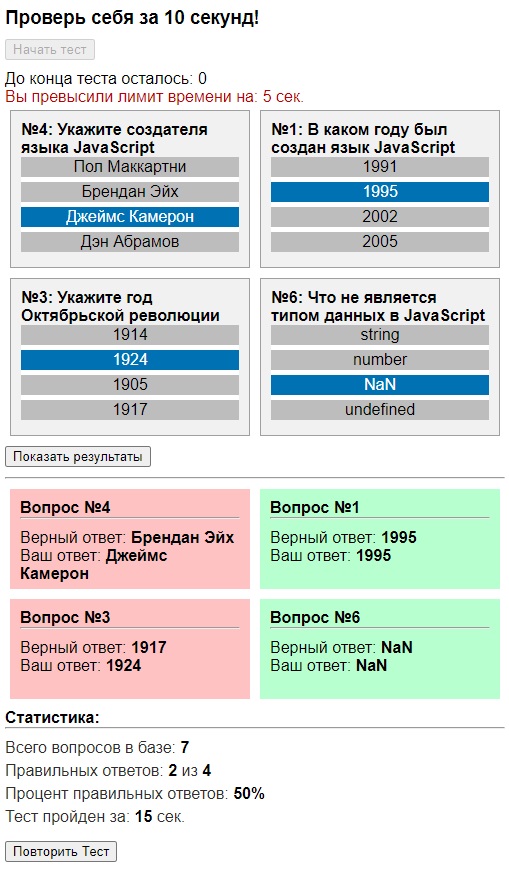 Проверь себя за 10 секунд!
Начать тест
До конца теста осталось: 0
Вы превысили лимит времени на: 5 сек.
№4: Укажите создателя
языка JavaScript
Пол Маккартни
Брендан Эйх
Джеймс Камерон
Дэн Абрамов
№1: В каком году был
создан язык JavaScript
1991
1995
2002
2005
№3: Укажите год
Октябрьской революции
1914
1924
1905
1917
№6: Что не является
типом данных в JavaScript
string
number
NaN
undefined
Показать результаты
Вопрос №4
Верный ответ: Брендан Эйх
Ваш ответ: Джеймс
Камерон
Вопрос №1
Верный ответ: 1995
Ваш ответ: 1995
Вопрос №3
Верный ответ: 1917
Ваш ответ: 1924
Вопрос №6
Верный ответ: NaN
Ваш ответ: NaN
Статистика:
Всего вопросов в базе: 7
Правильных ответов: 2 из 4
Процент правильных ответов: 50%
Тест пройден за: 15 сек.
Повторить Тест